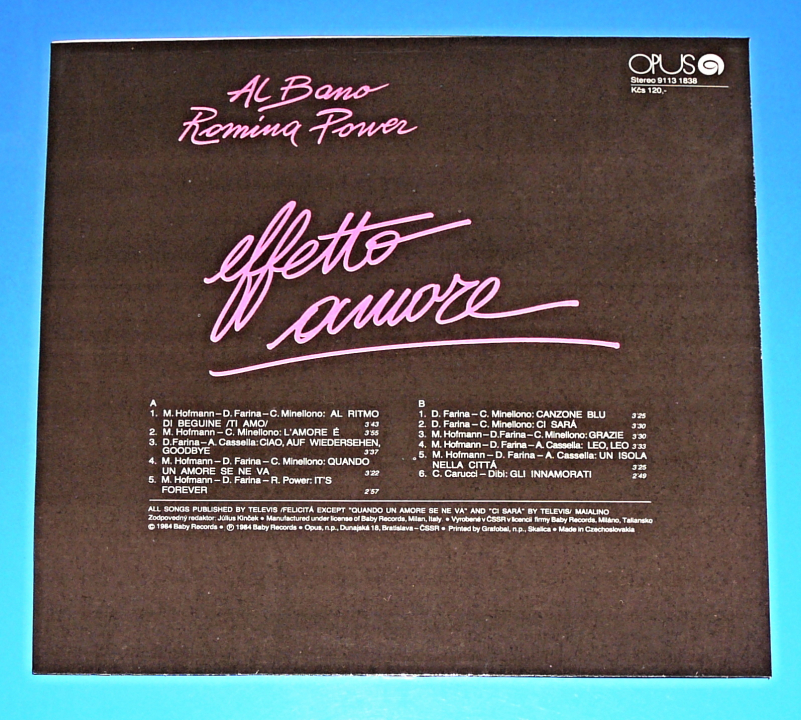 Al Bano
Romina Power
OPUS
Stereo 9113 1838
Kčs 120,-
effetto
amore
A
1. M. Hofmann – D. Farina – C. Minellono: AL RITMO
DI BEGUINE /TI AMO/ 3'43
2. M. Hofmann – C. Minellono: L'AMORE É 3'55
3. D.Farina – A. Cassella: CIAO, AUF WIEDERSEHEN,
GOODBYE 3'37
4. M. Hofmann – D. Farina – C. Minellono: QUANDO
UN AMORE SE NE VA 3'22
5. M. Hofmann – D. Farina – R. Power: IT'S
FOREVER 2'57
B
1. D. Farina – C. Minellono: CANZONE BLU 3'25
2. D. Farina – C. Minellono: CI SARÁ 3'30
3. M. Hofmann – D.Farina – C. Minellono: GRAZIE 3'30
4. M. Hofmann – D. Farina – A. Cassella: LEO, LEO 3'33
5. M. Hofmann – D. Farina – A. Cassella: UN ISOLA
NELLA CITTÁ 3'25
6. C. Carucci – Dibi: GLI INNAMORATI 2'49
ALL SONGS PUBLISHED BY TELEVIS /FELICITÁ EXCEPT "QUANDO UN AMORE SE NE VA" AND "CI SARÁ" BY TELEVIS/ MAIALINO
Zodpovedný redaktor: Július Kinček • Manufactured under license of Baby Records, Milan, Italy. • Vyrobené v ČSSR v licencii firmy Baby Records, Miláno, Taliansko
© 1984 Baby Records • ℗ 1984 Baby Records • Opus, n.p., Dunajská 18, Bratislava – ČSSR • Printed by Grafobal, n.p., Skalica • Made in Czechoslovakia